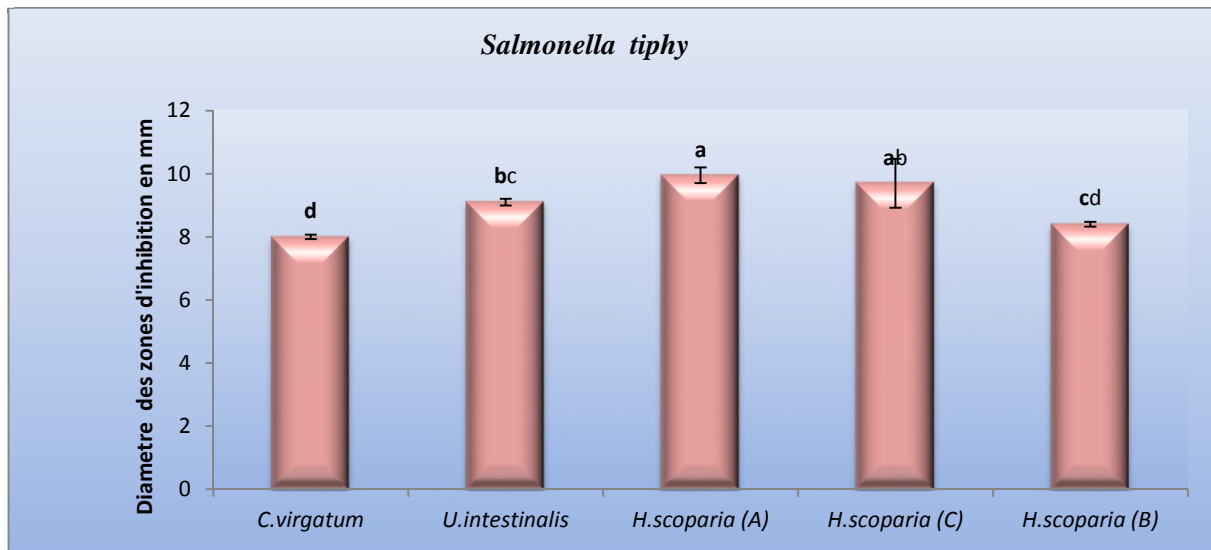 Salmonella tiphy
Diametre des zones d'inhibition en mm
12
10
8
6
4
2
0
d
bc
a
ab
cd
C.virgatum
U.intestinalis
H.scoparia (A)
H.scoparia (C)
H.scoparia (B)